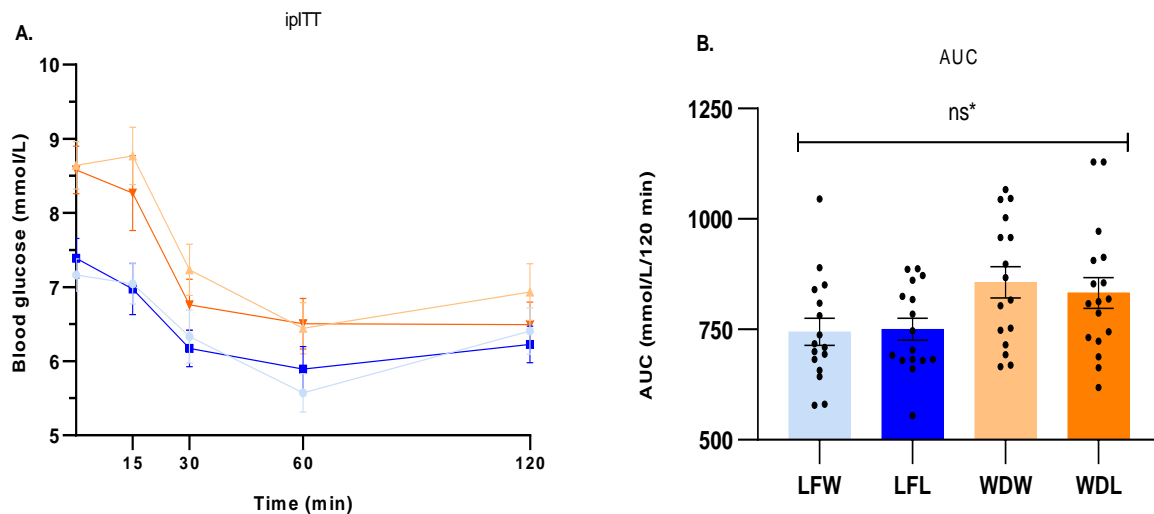 A.
ipITT
10
9
8
7
6
5
Blood glucose (mmol/L)
15 30 60 120
Time (min)
B.
AUC
ns*
1250
1000
750
500
AUC (mmol/L/120 min)
LFW LFL WDW WDL